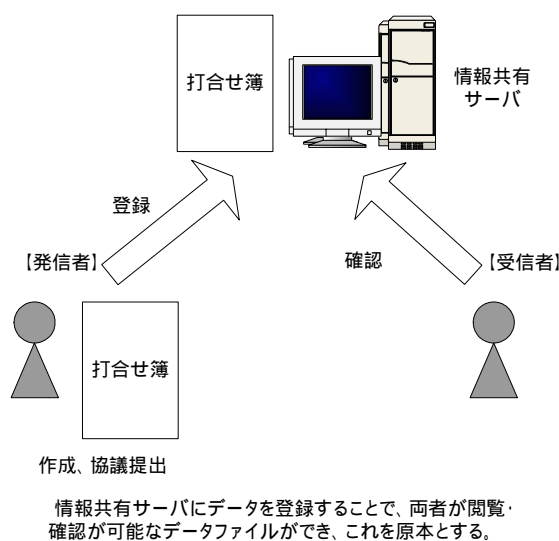 打合せ簿
情報共有
サーバ
登録
【発信者】
確認
【受信者】
打合せ簿
作成、協議提出
情報共有サーバにデータを登録することで、両者が閲覧・
確認が可能なデータファイルができ、これを原本とする。